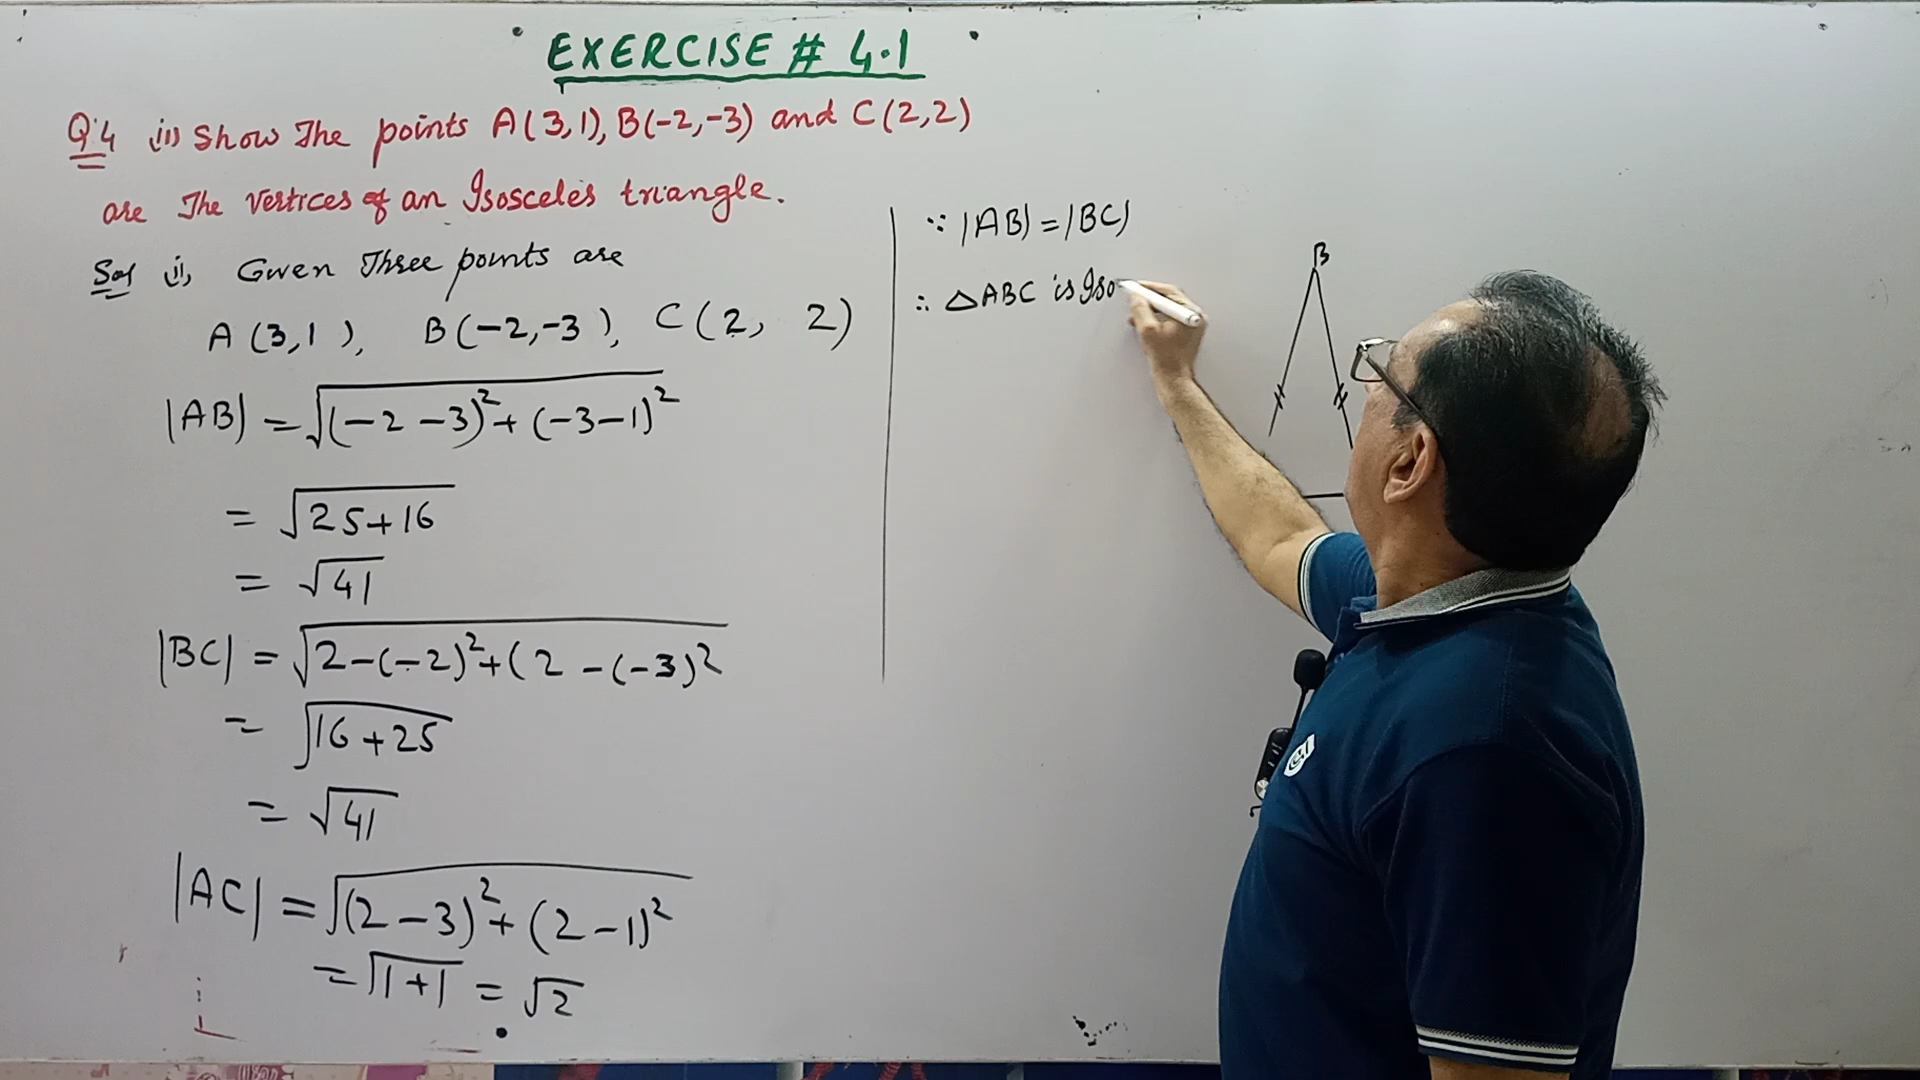 EXERCISE # 4.1
Q.4 (i) Show The points A(3,1), B(-2,-3) and C(2,2)
are The Vertices of an Isosceles triangle.
Sol (i) Given Three points are
A(3,1), B(-2,-3), C(2, 2)
|AB| = √(-2-3)²+(-3-1)²
= √25+16
= √41
|BC| = √2-(-2)²+(2-(-3)²
= √16+25
= √41
|AC| = √(2-3)²+(2-1)²
= √1+1 = √2
∵ |AB| = |BC|
∴ △ABC is Iso
B